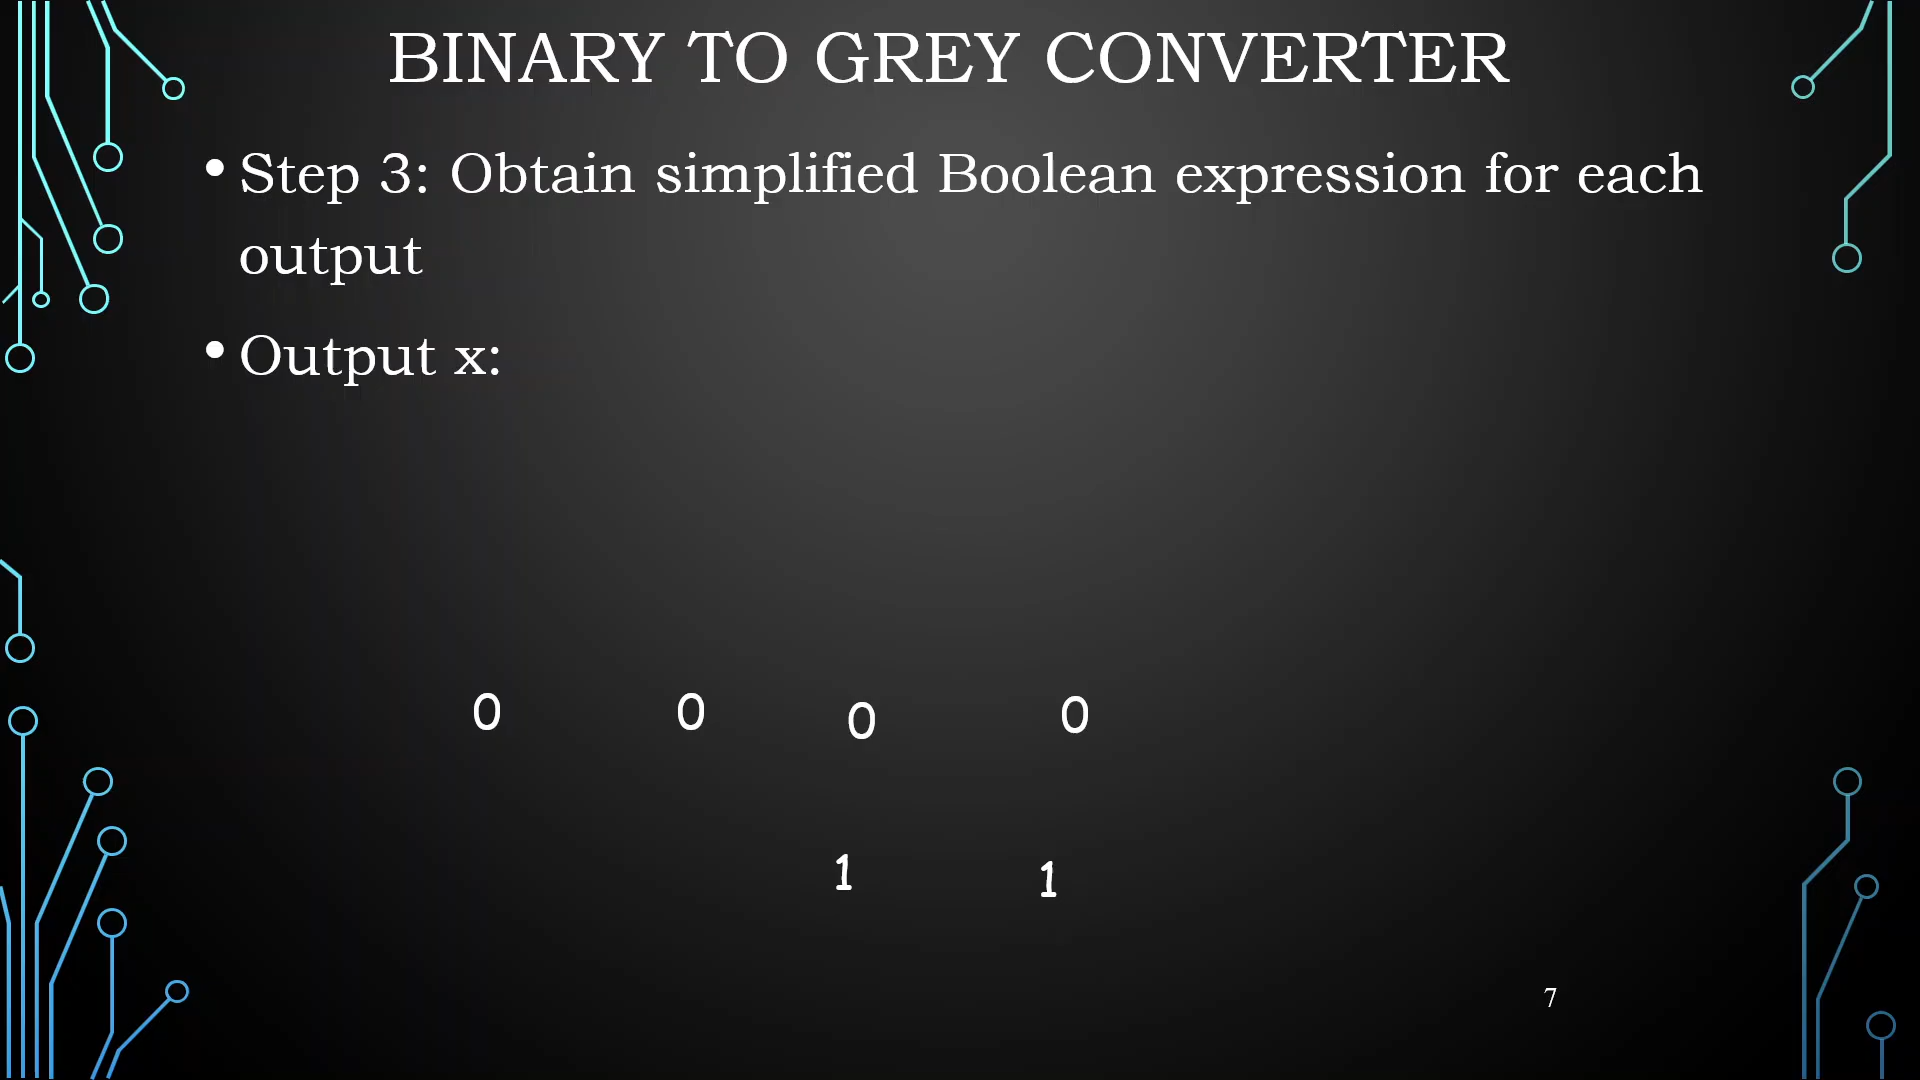 BINARY TO GREY CONVERTER
• Step 3: Obtain simplified Boolean expression for each
output
• Output x:
0 0 0 0
1 1
7